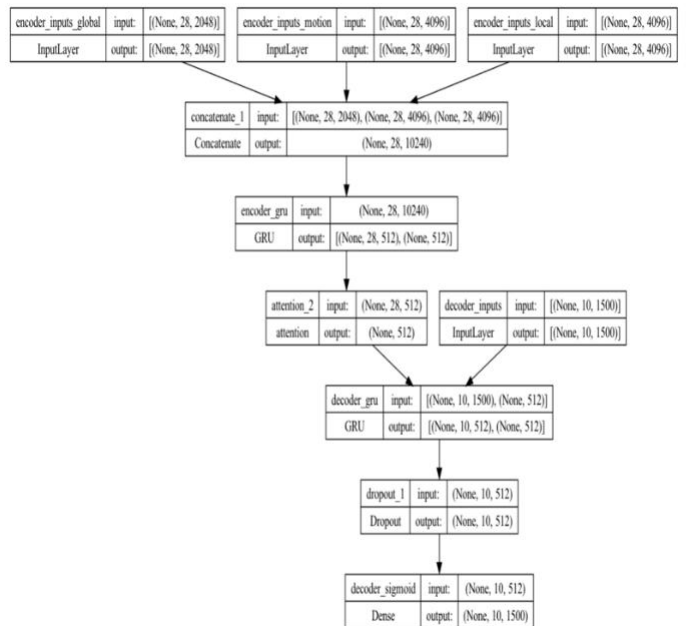 encoder_inputs_global input: [(None, 28, 2048)]
InputLayer output: [(None, 28, 2048)]
encoder_inputs_motion input: [(None, 28, 4096)]
InputLayer output: [(None, 28, 4096)]
encoder_inputs_local input: [(None, 28, 4096)]
InputLayer output: [(None, 28, 4096)]
concatenate_1 input: [(None, 28, 2048), (None, 28, 4096), (None, 28, 4096)]
Concatenate output: (None, 28, 10240)
encoder_gru input: (None, 28, 10240)
GRU output: [(None, 28, 512), (None, 512)]
attention_2 input: (None, 28, 512)
attention output: (None, 512)
decoder_inputs input: [(None, 10, 1500)]
InputLayer output: [(None, 10, 1500)]
decoder_gru input: [(None, 10, 1500), (None, 512)]
GRU output: [(None, 10, 512), (None, 512)]
dropout_1 input: (None, 10, 512)
Dropout output: (None, 10, 512)
decoder_sigmoid input: (None, 10, 512)
Dense output: (None, 10, 1500)